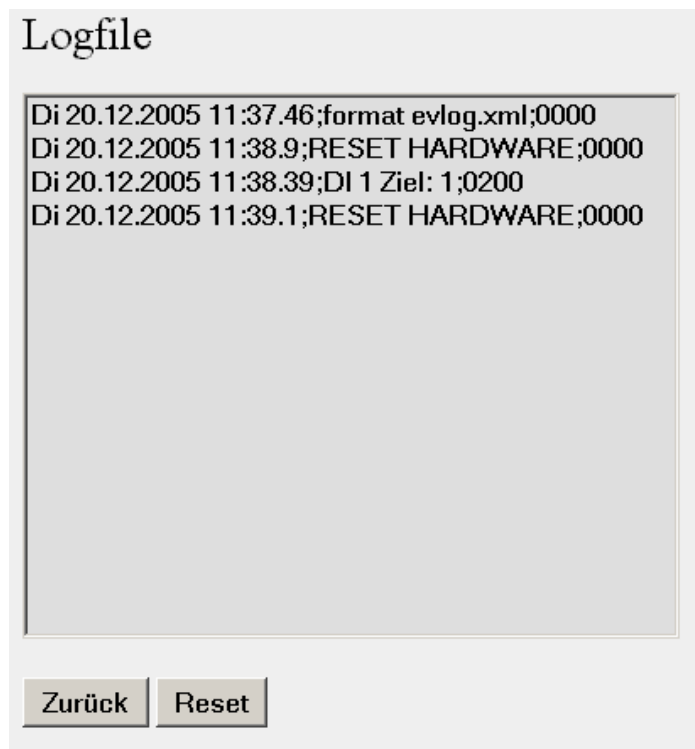 Logfile
Di 20.12.2005 11:37.46;format evlog.xml;0000
Di 20.12.2005 11:38.9;RESET HARDWARE;0000
Di 20.12.2005 11:38.39;DI 1 Ziel: 1;0200
Di 20.12.2005 11:39.1;RESET HARDWARE;0000
Zurück Reset